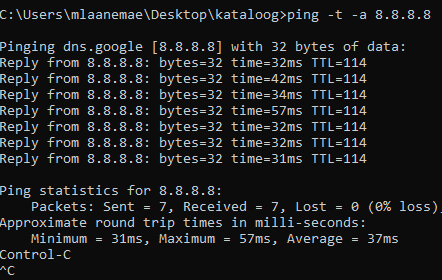 C:\Users\mlaanemae\Desktop\kataloog>ping -t -a 8.8.8.8
Pinging dns.google [8.8.8.8] with 32 bytes of data:
Reply from 8.8.8.8: bytes=32 time=32ms TTL=114
Reply from 8.8.8.8: bytes=32 time=42ms TTL=114
Reply from 8.8.8.8: bytes=32 time=34ms TTL=114
Reply from 8.8.8.8: bytes=32 time=57ms TTL=114
Reply from 8.8.8.8: bytes=32 time=32ms TTL=114
Reply from 8.8.8.8: bytes=32 time=32ms TTL=114
Reply from 8.8.8.8: bytes=32 time=31ms TTL=114
Ping statistics for 8.8.8.8:
Packets: Sent = 7, Received = 7, Lost = 0 (0% loss),
Approximate round trip times in milli-seconds:
Minimum = 31ms, Maximum = 57ms, Average = 37ms
Control-C
^C